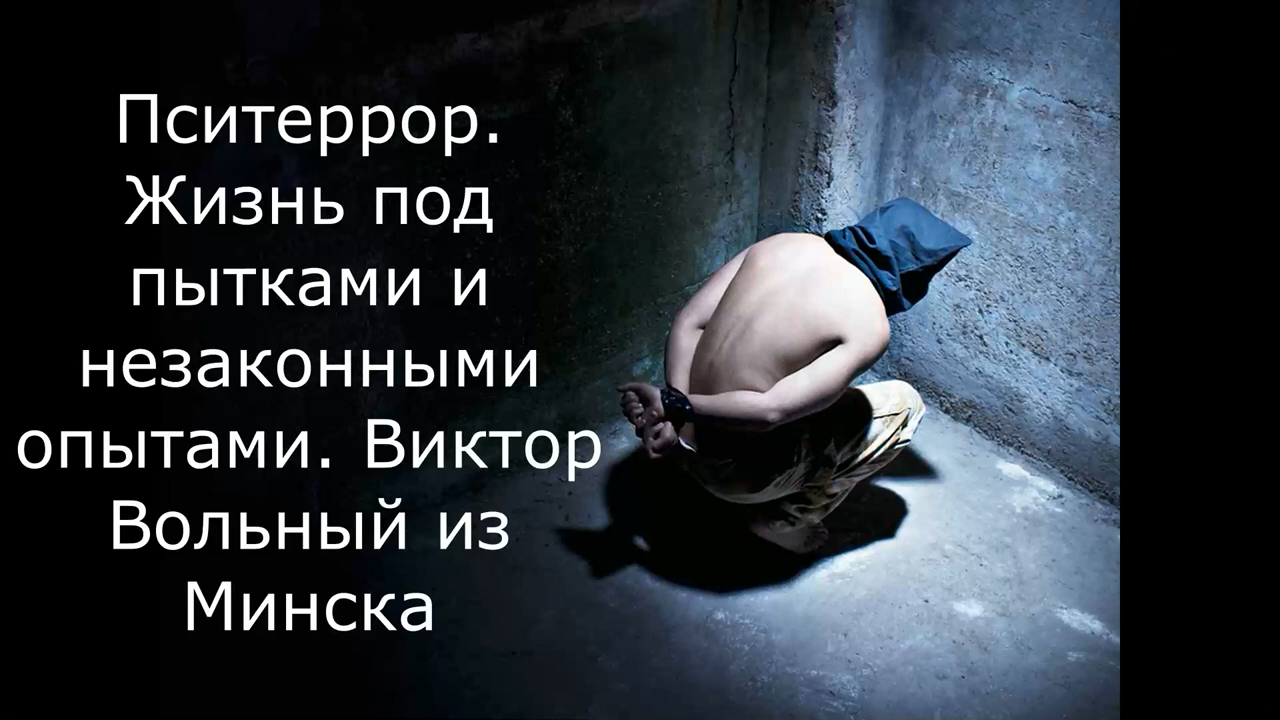 Пситеррор.
Жизнь под
пытками и
незаконными
опытами. Виктор
Вольный из
Минска